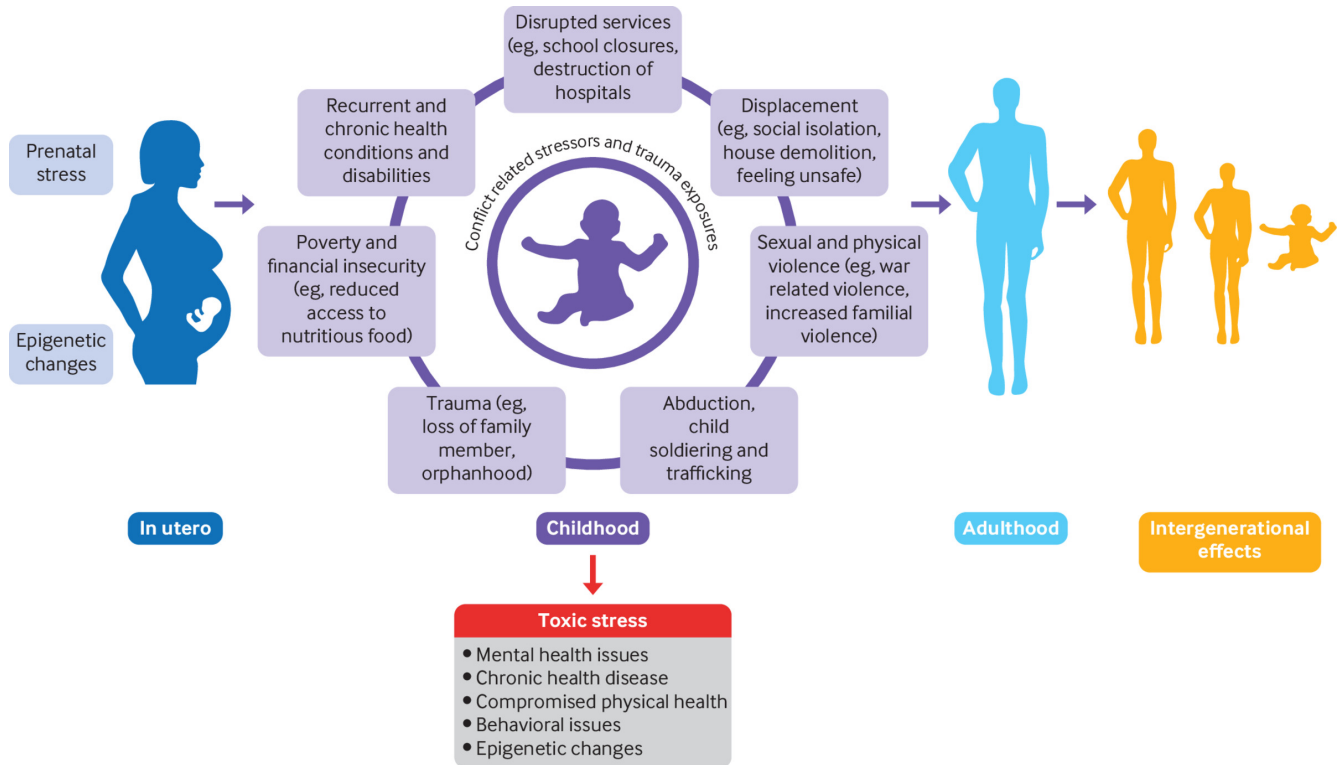 Prenatal
stress
Epigenetic
changes
Disrupted services
(eg, school closures,
destruction of
hospitals
Recurrent and
chronic health
conditions and
disabilities
Displacement
(eg, social isolation,
house demolition,
feeling unsafe)
Conflict related stressors and trauma exposures
Poverty and
financial insecurity
(eg, reduced
access to
nutritious food)
Sexual and physical
violence (eg, war
related violence,
increased familial
violence)
Trauma (eg,
loss of family
member,
orphanhood)
Abduction,
child
soldiering and
trafficking
In utero
Childhood
Adulthood
Intergenerational
effects
Toxic stress
• Mental health issues
• Chronic health disease
• Compromised physical health
• Behavioral issues
• Epigenetic changes